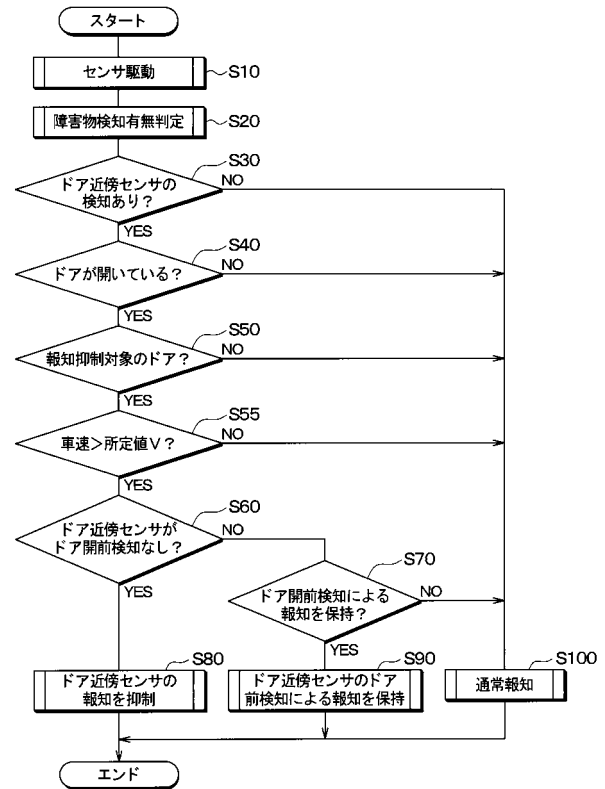 スタート
センサ駆動
S10
障害物検知有無判定
S20
S30
ドア近傍センサの
検知あり？
NO
YES
S40
ドアが開いている？
NO
YES
S50
報知抑制対象のドア？
NO
YES
S55
車速＞所定値V？
NO
YES
S60
ドア近傍センサが
ドア開前検知なし？
NO
YES
S70
ドア開前検知による
報知を保持？
NO
YES
S80
ドア近傍センサの
報知を抑制
S90
ドア近傍センサのドア
前検知による報知を保持
S100
通常報知
エンド